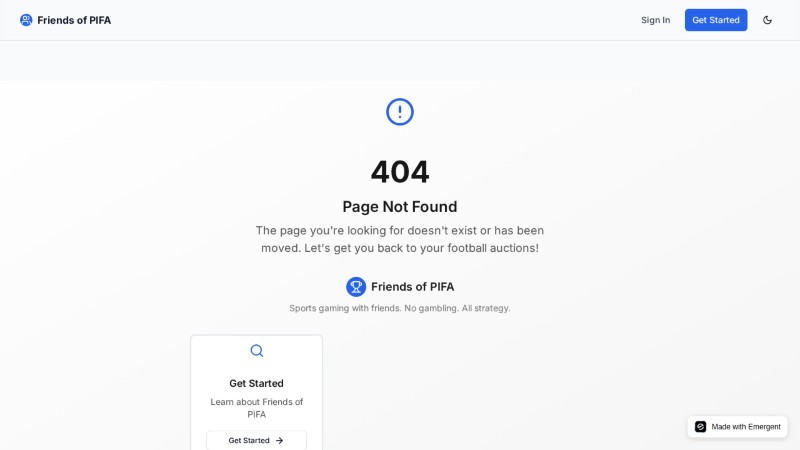 Friends of PIFA
Sign In
Get Started
404
Page Not Found
The page you're looking for doesn't exist or has been
moved. Let's get you back to your football auctions!
Friends of PIFA
Sports gaming with friends. No gambling. All strategy.
Get Started
Learn about Friends of
PIFA
Get Started
Made with Emergent